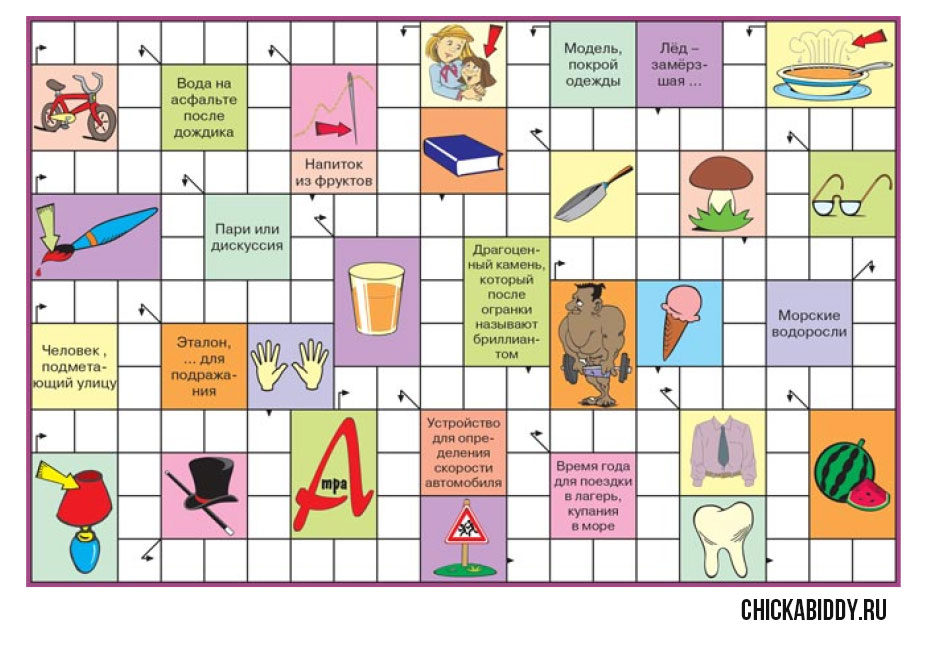 Модель,
покрой
одежды
Лёд –
замёрз-
шая ...
Вода на
асфальте
после
дождика
Напиток
из фруктов
Пари или
дискуссия
Драгоцен-
ный камень,
который
после
огранки
называют
бриллиан-
том
Морские
водоросли
Человек ,
подмета-
ющий улицу
Эталон,
... для
подража-
ния
Устройство
для опре-
деления
скорости
автомобиля
Амра
Время года
для поездки
в лагерь,
купания
в море
CHICKABIDDY.RU